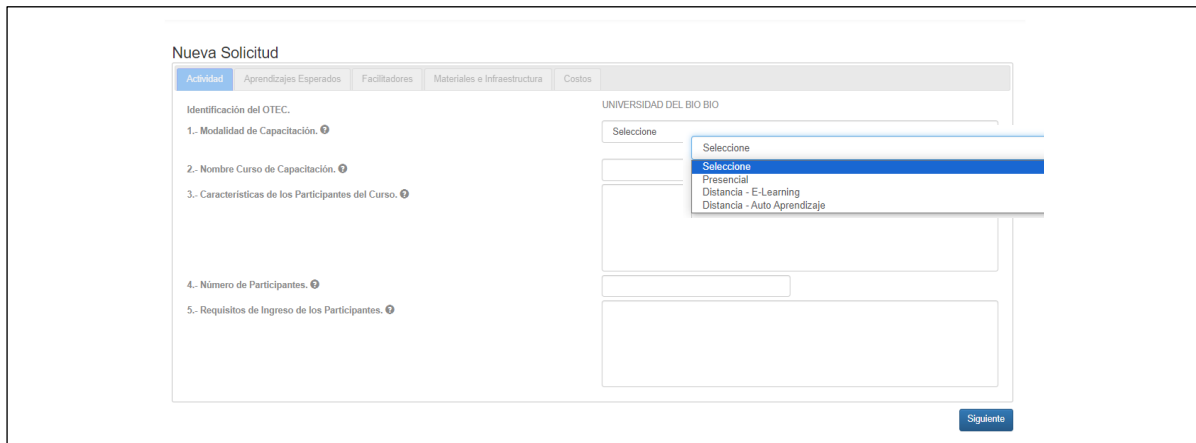 Nueva Solicitud
Actividad Aprendizajes Esperados Facilitadores Materiales e Infraestructura Costos
Identificación del OTEC. UNIVERSIDAD DEL BIO BIO
1.- Modalidad de Capacitación. Seleccione
Seleccione
Seleccione
Presencial
Distancia - E-Learning
Distancia - Auto Aprendizaje
2.- Nombre Curso de Capacitación.
3.- Características de los Participantes del Curso.
4.- Número de Participantes.
5.- Requisitos de Ingreso de los Participantes.
Siguiente